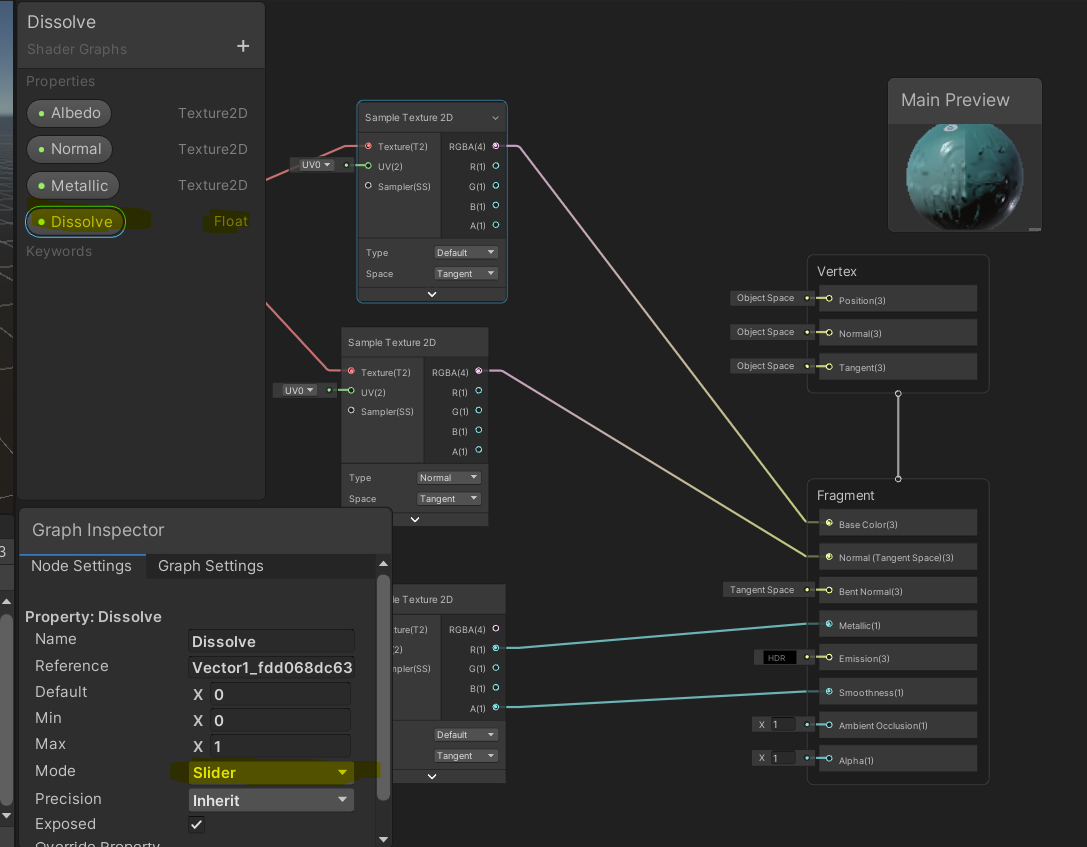 Dissolve
Shader Graphs
+
Properties
Albedo Texture2D
Normal Texture2D
Metallic Texture2D
Dissolve Float
Keywords
Sample Texture 2D
UV0
Texture(T2) RGBA(4)
UV(2) R(1)
Sampler(SS) G(1)
B(1)
A(1)
Type Default
Space Tangent
Sample Texture 2D
UV0
Texture(T2) RGBA(4)
UV(2) R(1)
Sampler(SS) G(1)
B(1)
A(1)
Type Normal
Space Tangent
le Texture 2D
ture(T2) RGBA(4)
2) R(1)
mpler(SS) G(1)
B(1)
A(1)
Default
Tangent
Main Preview
Vertex
Object Space Position(3)
Object Space Normal(3)
Object Space Tangent(3)
Fragment
Base Color(3)
Normal (Tangent Space)(3)
Tangent Space Bent Normal(3)
Metallic(1)
HDR Emission(3)
Smoothness(1)
X 1 Ambient Occlusion(1)
X 1 Alpha(1)
3
Graph Inspector
Node Settings Graph Settings
Property: Dissolve
Name Dissolve
Reference Vector1_fdd068dc63
Default X 0
Min X 0
Max X 1
Mode Slider
Precision Inherit
Exposed
Override Property